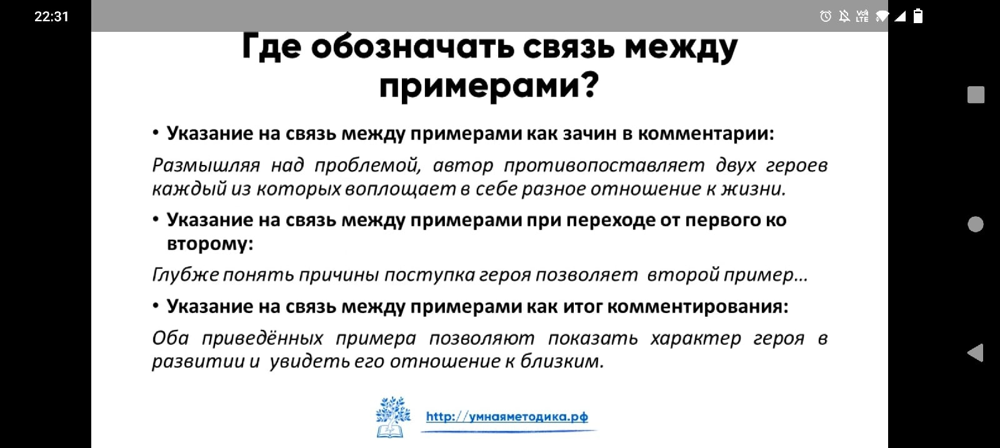 22:31
Vo) LTE
Где обозначать связь между
примерами?
• Указание на связь между примерами как зачин в комментарии:
Размышляя над проблемой, автор противопоставляет двух героев
каждый из которых воплощает в себе разное отношение к жизни.
• Указание на связь между примерами при переходе от первого ко
второму:
Глубже понять причины поступка героя позволяет второй пример...
• Указание на связь между примерами как итог комментирования:
Оба приведённых примера позволяют показать характер героя в
развитии и увидеть его отношение к близким.
http://умнаяметодика.рф